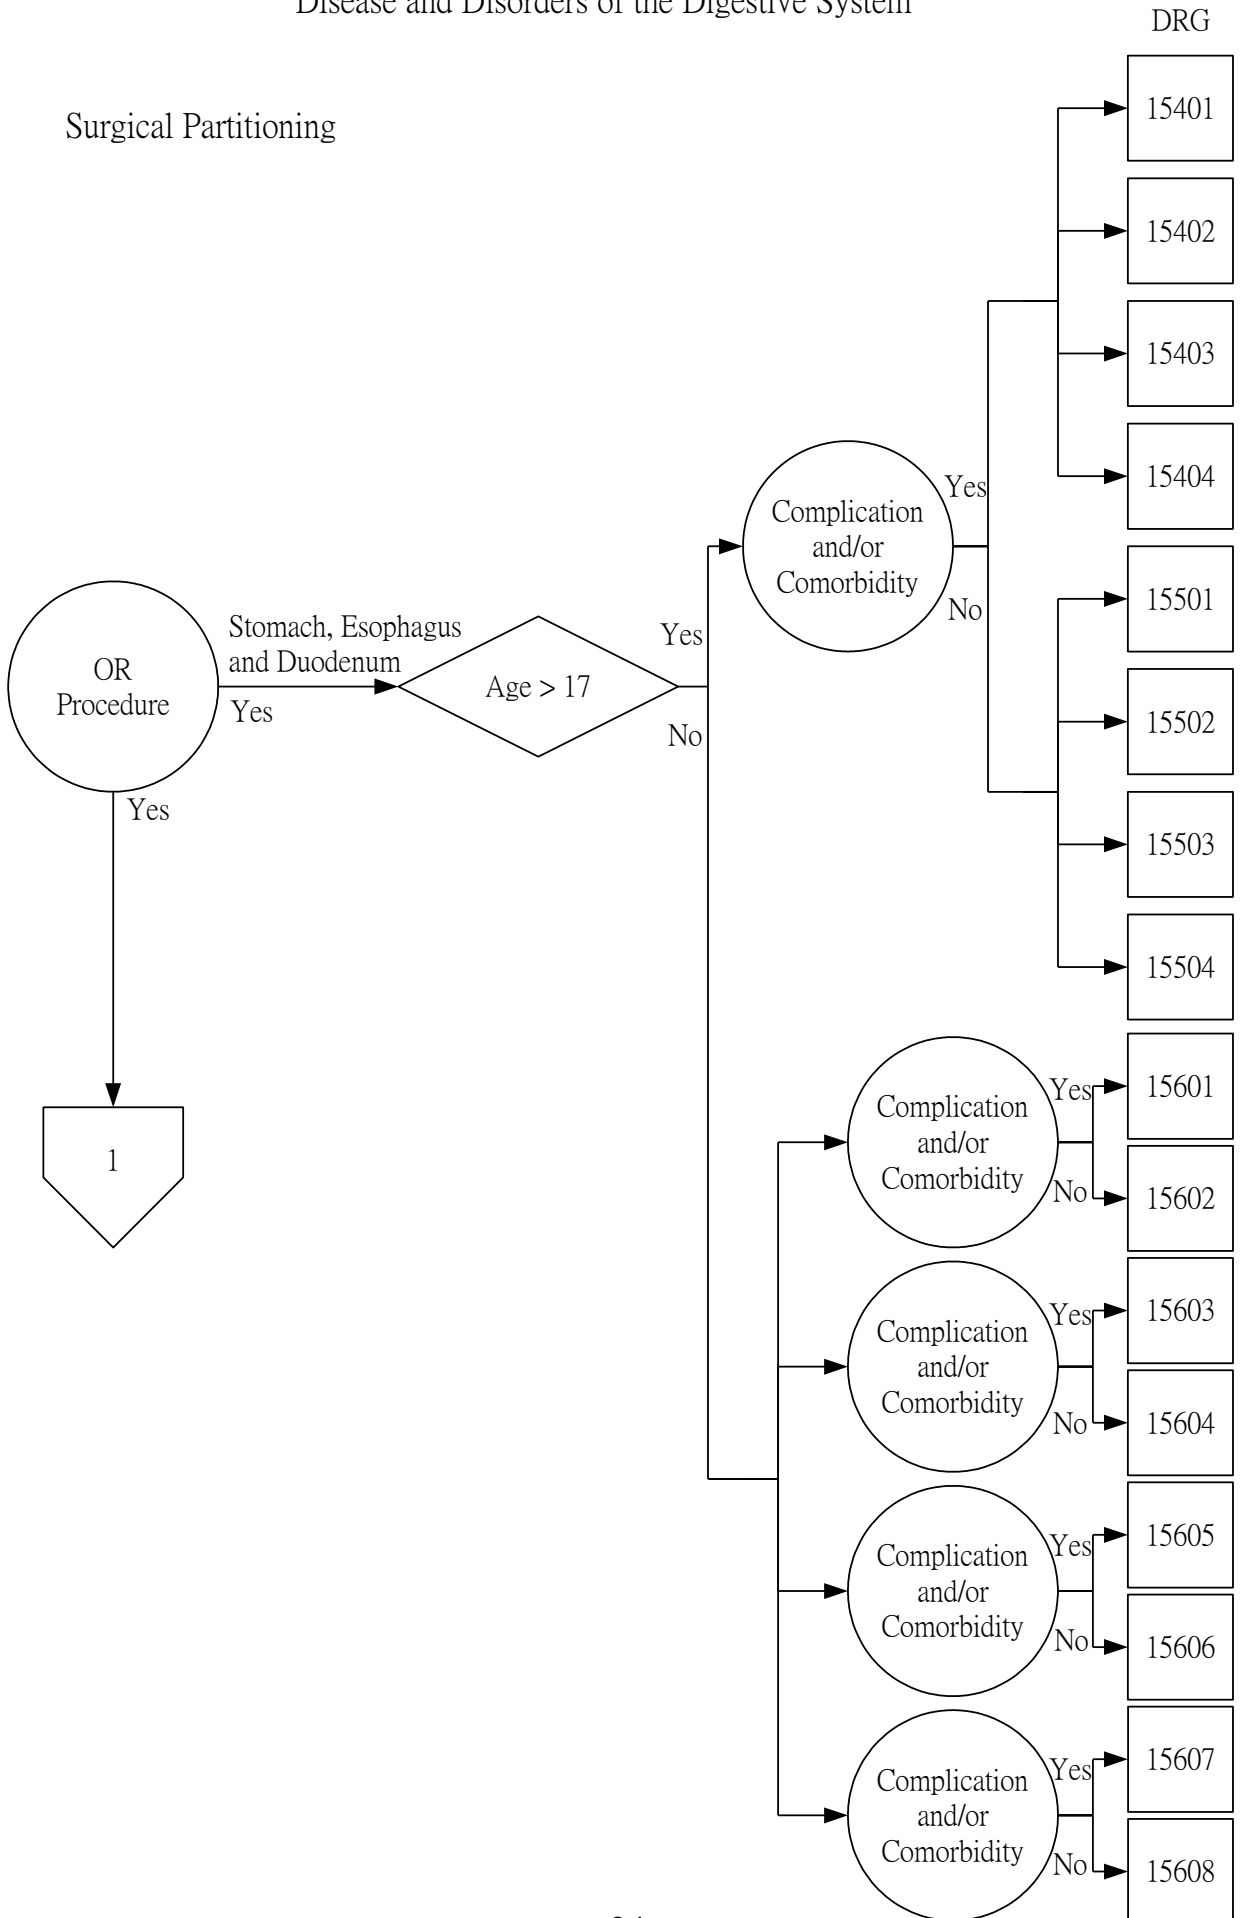 Disease and Disorders of the Digestive System
DRG
Surgical Partitioning
15401
15402
15403
15404
Yes
Complication
and/or
Comorbidity
No
15501
15502
15503
15504
OR
Procedure
Stomach, Esophagus
and Duodenum
Yes
Age > 17
Yes
No
Yes
1
Complication
and/or
Comorbidity
Yes
No
15601
15602
Complication
and/or
Comorbidity
Yes
No
15603
15604
Complication
and/or
Comorbidity
Yes
No
15605
15606
Complication
and/or
Comorbidity
Yes
No
15607
15608